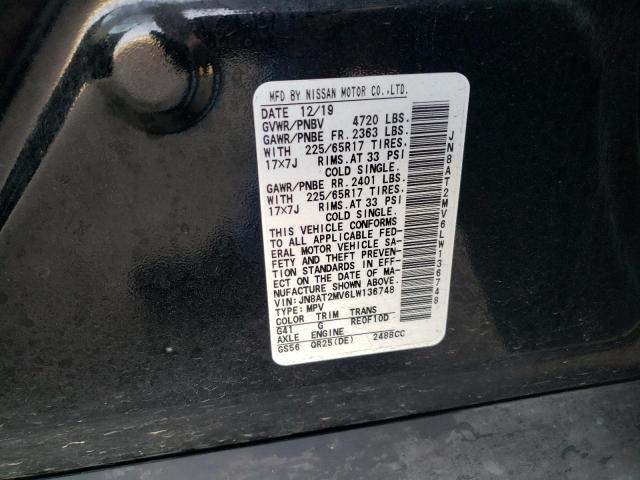 MFD BY NISSAN MOTOR CO.,LTD.
DATE 12/19
GVWR/PNBV 4720 LBS.
GAWR/PNBE FR. 2363 LBS.
WITH 225/65R17 TIRES,
17×7J RIMS.AT 33 PSI
COLD SINGLE.
GAWR/PNBE RR. 2401 LBS.
WITH 225/65R17 TIRES,
17×7J RIMS.AT 33 PSI
COLD SINGLE.
THIS VEHICLE CONFORMS
TO ALL APPLICABLE FED-
ERAL MOTOR VEHICLE SA-
FETY AND THEFT PREVEN-
TION STANDARDS IN EFF-
ECT ON THE DATE OF MA-
NUFACTURE SHOWN ABOVE.
VIN:JN8AT2MV6LW136748
TYPE:MPV
COLOR TRIM TRANS
G41 G RE0F10D
AXLE ENGINE
GS56 QR25(DE) 2488CC
JN8AT2MV6LW136748